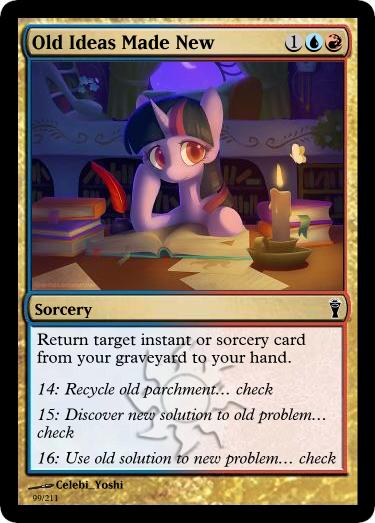 Old Ideas Made New 1
Sorcery
Return target instant or sorcery card
from your graveyard to your hand.
14: Recycle old parchment… check
15: Discover new solution to old problem…
check
16: Use old solution to new problem… check
Celebi_Yoshi
99/211